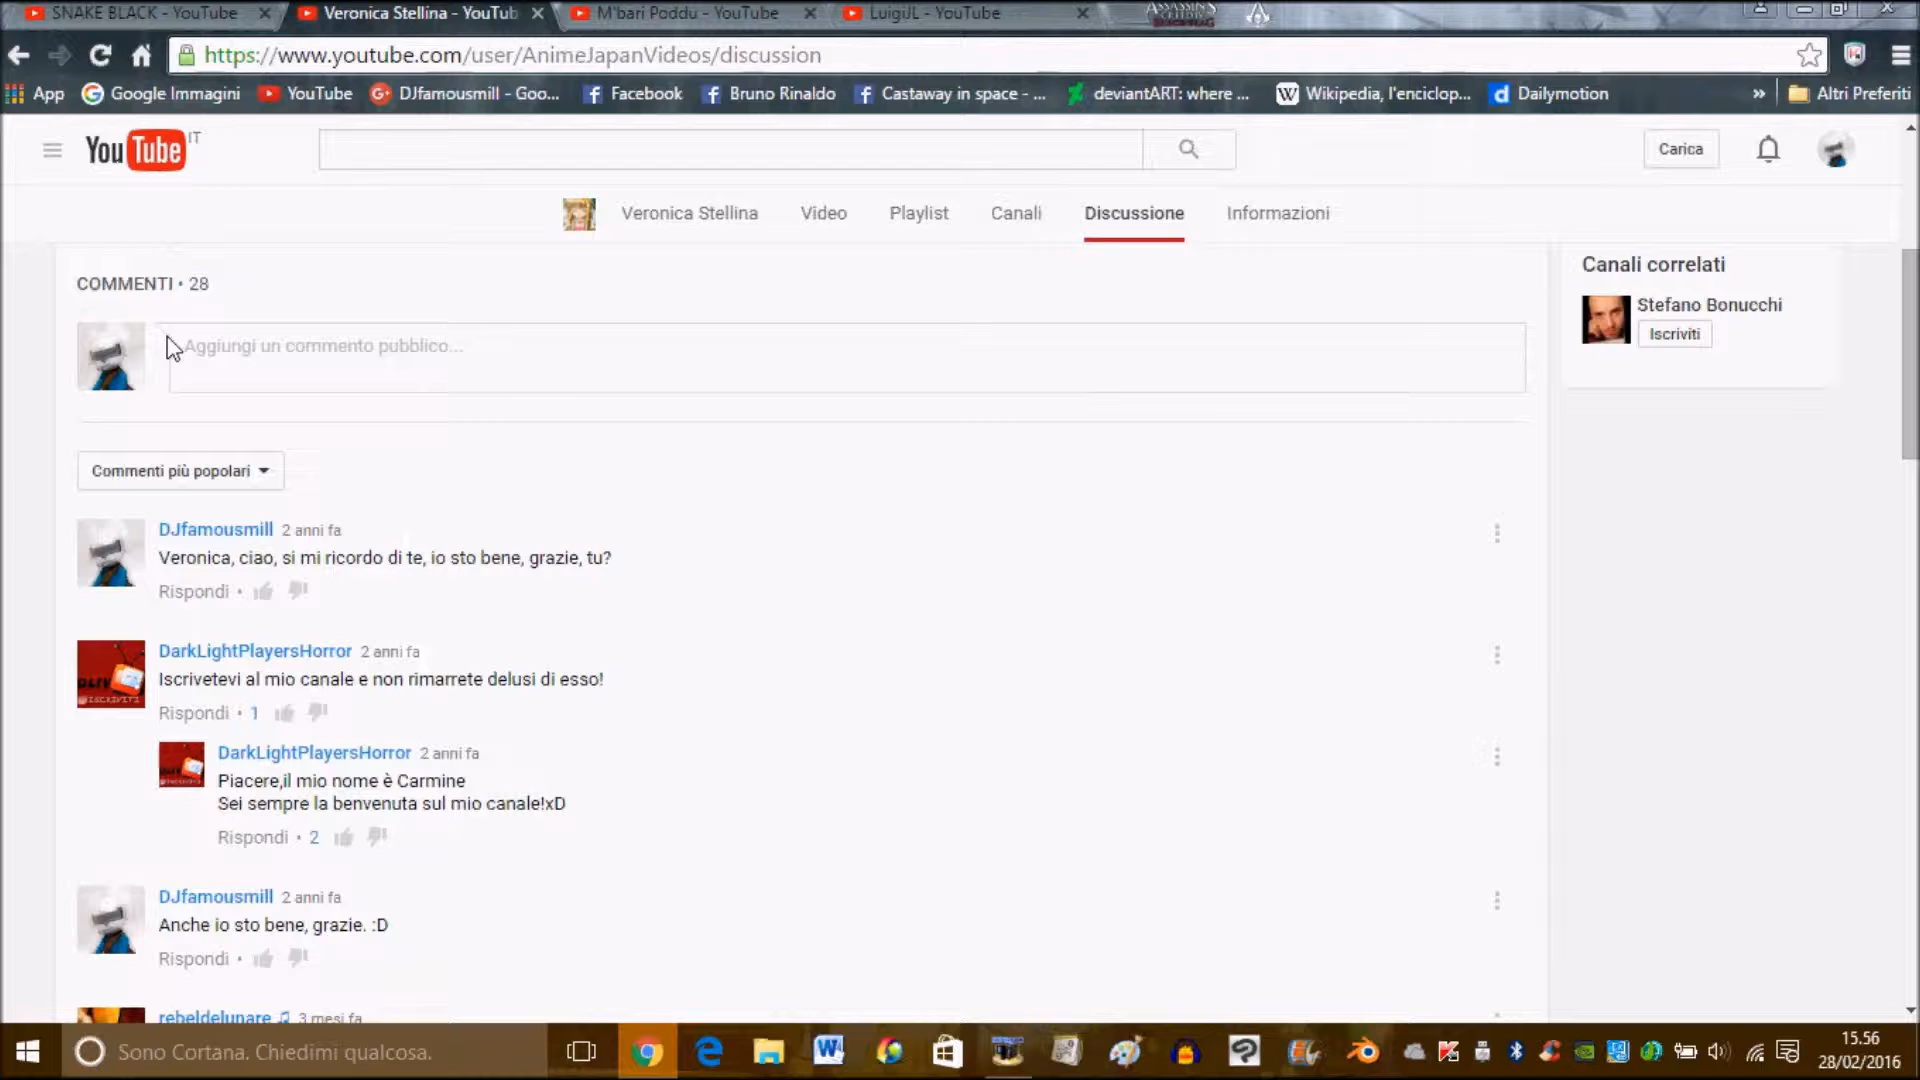 SNAKE BLACK - YouTube
Veronica Stellina - YouTub
M'bari Poddu - YouTube
LuigiJL - YouTube
ASSASSIN'S
https://www.youtube.com/user/AnimeJapanVideos/discussion
App
Google Immagini
YouTube
DJfamousmill - Goo...
Facebook
Bruno Rinaldo
Castaway in space - ...
deviantART: where ...
Wikipedia, l'enciclop...
Dailymotion
»
Altri Preferiti
YouTube IT
Carica
Veronica Stellina
Video
Playlist
Canali
Discussione
Informazioni
COMMENTI • 28
Canali correlati
Stefano Bonucchi
Iscriviti
Aggiungi un commento pubblico...
Commenti più popolari
DJfamousmill 2 anni fa
Veronica, ciao, si mi ricordo di te, io sto bene, grazie, tu?
Rispondi •
DarkLightPlayersHorror 2 anni fa
Iscrivetevi al mio canale e non rimarrete delusi di esso!
Rispondi • 1
DarkLightPlayersHorror 2 anni fa
Piacere,il mio nome è Carmine
Sei sempre la benvenuta sul mio canale!xD
Rispondi • 2
DJfamousmill 2 anni fa
Anche io sto bene, grazie. :D
Rispondi •
rebeldelunare ♫ 3 mesi fa
Sono Cortana. Chiedimi qualcosa.
15.56
28/02/2016